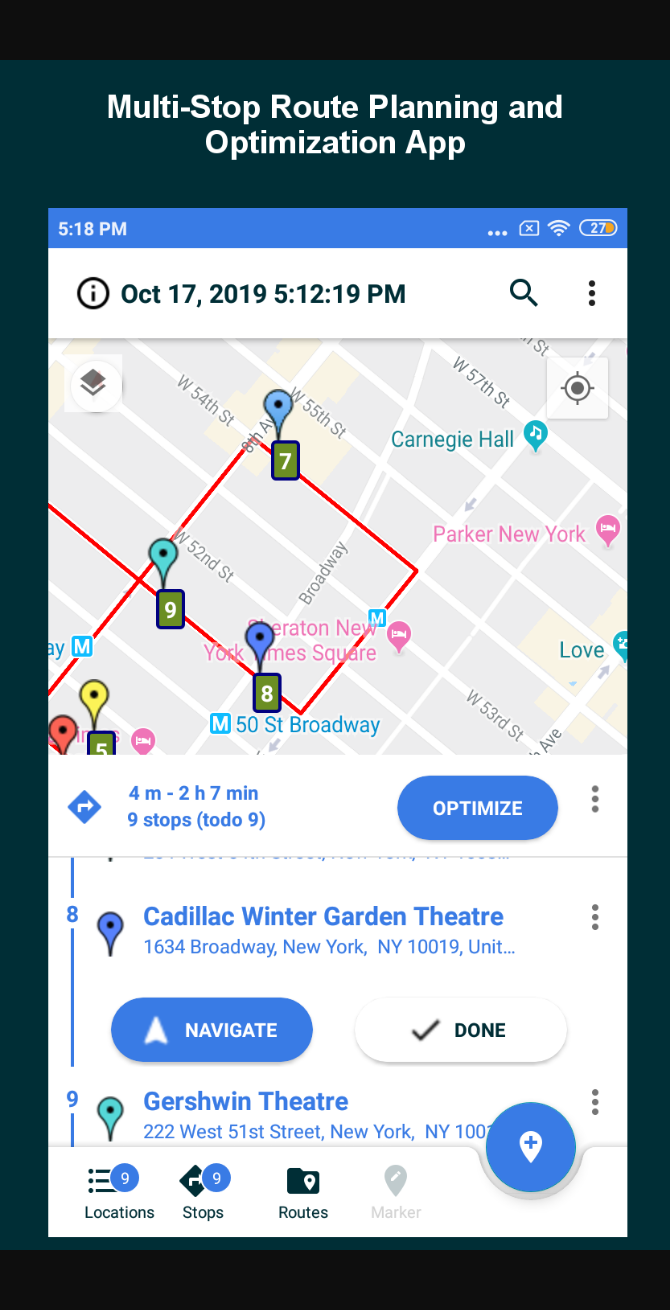 Multi-Stop Route Planning and
Optimization App
5:18 PM
27
Oct 17, 2019 5:12:19 PM
W 54th St
W 55th St
W 57th St
8th Av
Carnegie Hall
7
Parker New York
W 52nd St
Broadway
9
M
Sheraton New
York Times Square
ay M
Love
8
W 53rd St
M 50 St Broadway
Ave
5
4 m - 2 h 7 min
9 stops (todo 9)
OPTIMIZE
8
Cadillac Winter Garden Theatre
1634 Broadway, New York, NY 10019, Unit...
NAVIGATE
DONE
9
Gershwin Theatre
222 West 51st Street, New York, NY 100
9
9
Locations
Stops
Routes
Marker